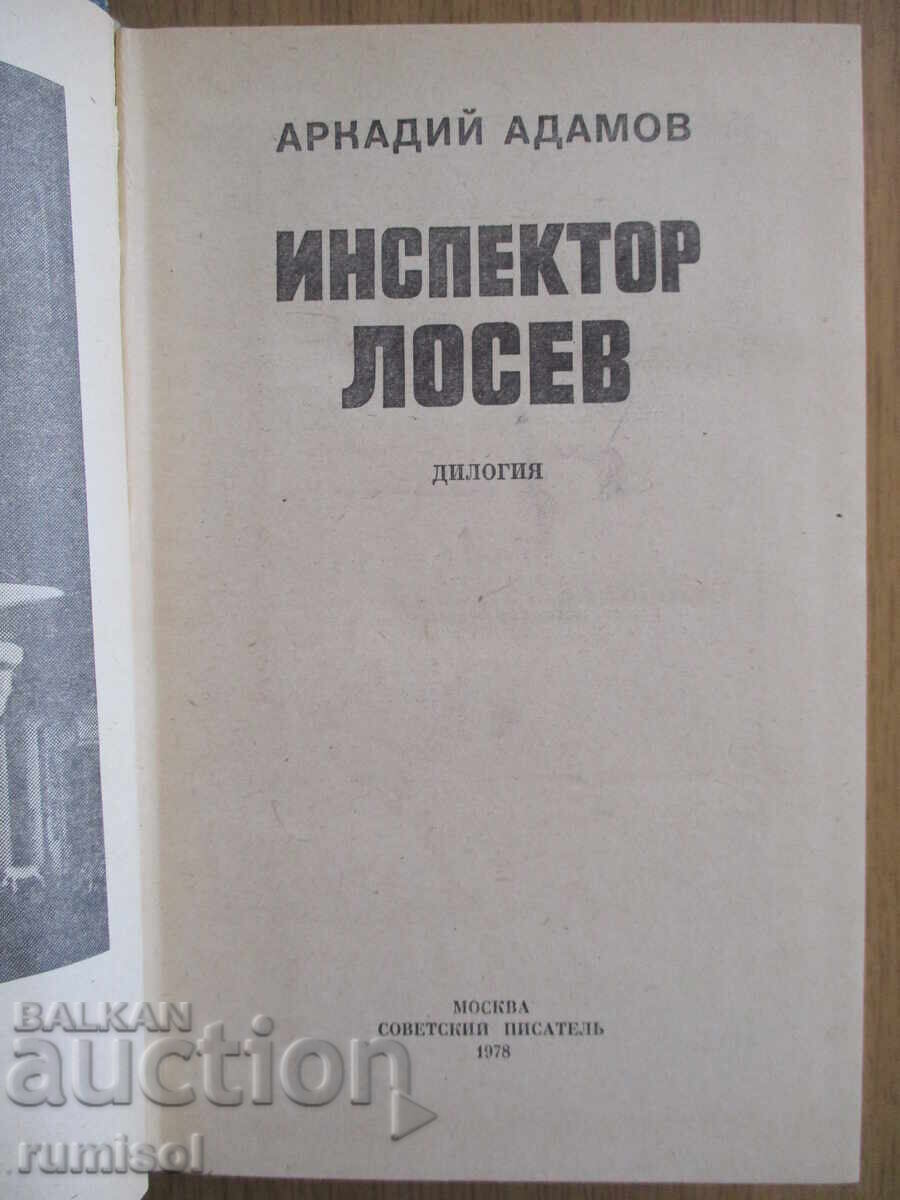 АРКАДИЙ АДАМОВ
ИНСПЕКТОР
ЛОСЕВ
ДИЛОГИЯ
МОСКВА
СОВЕТСКИЙ ПИСАТЕЛЬ
1978
BALKAN
auction
rumisol